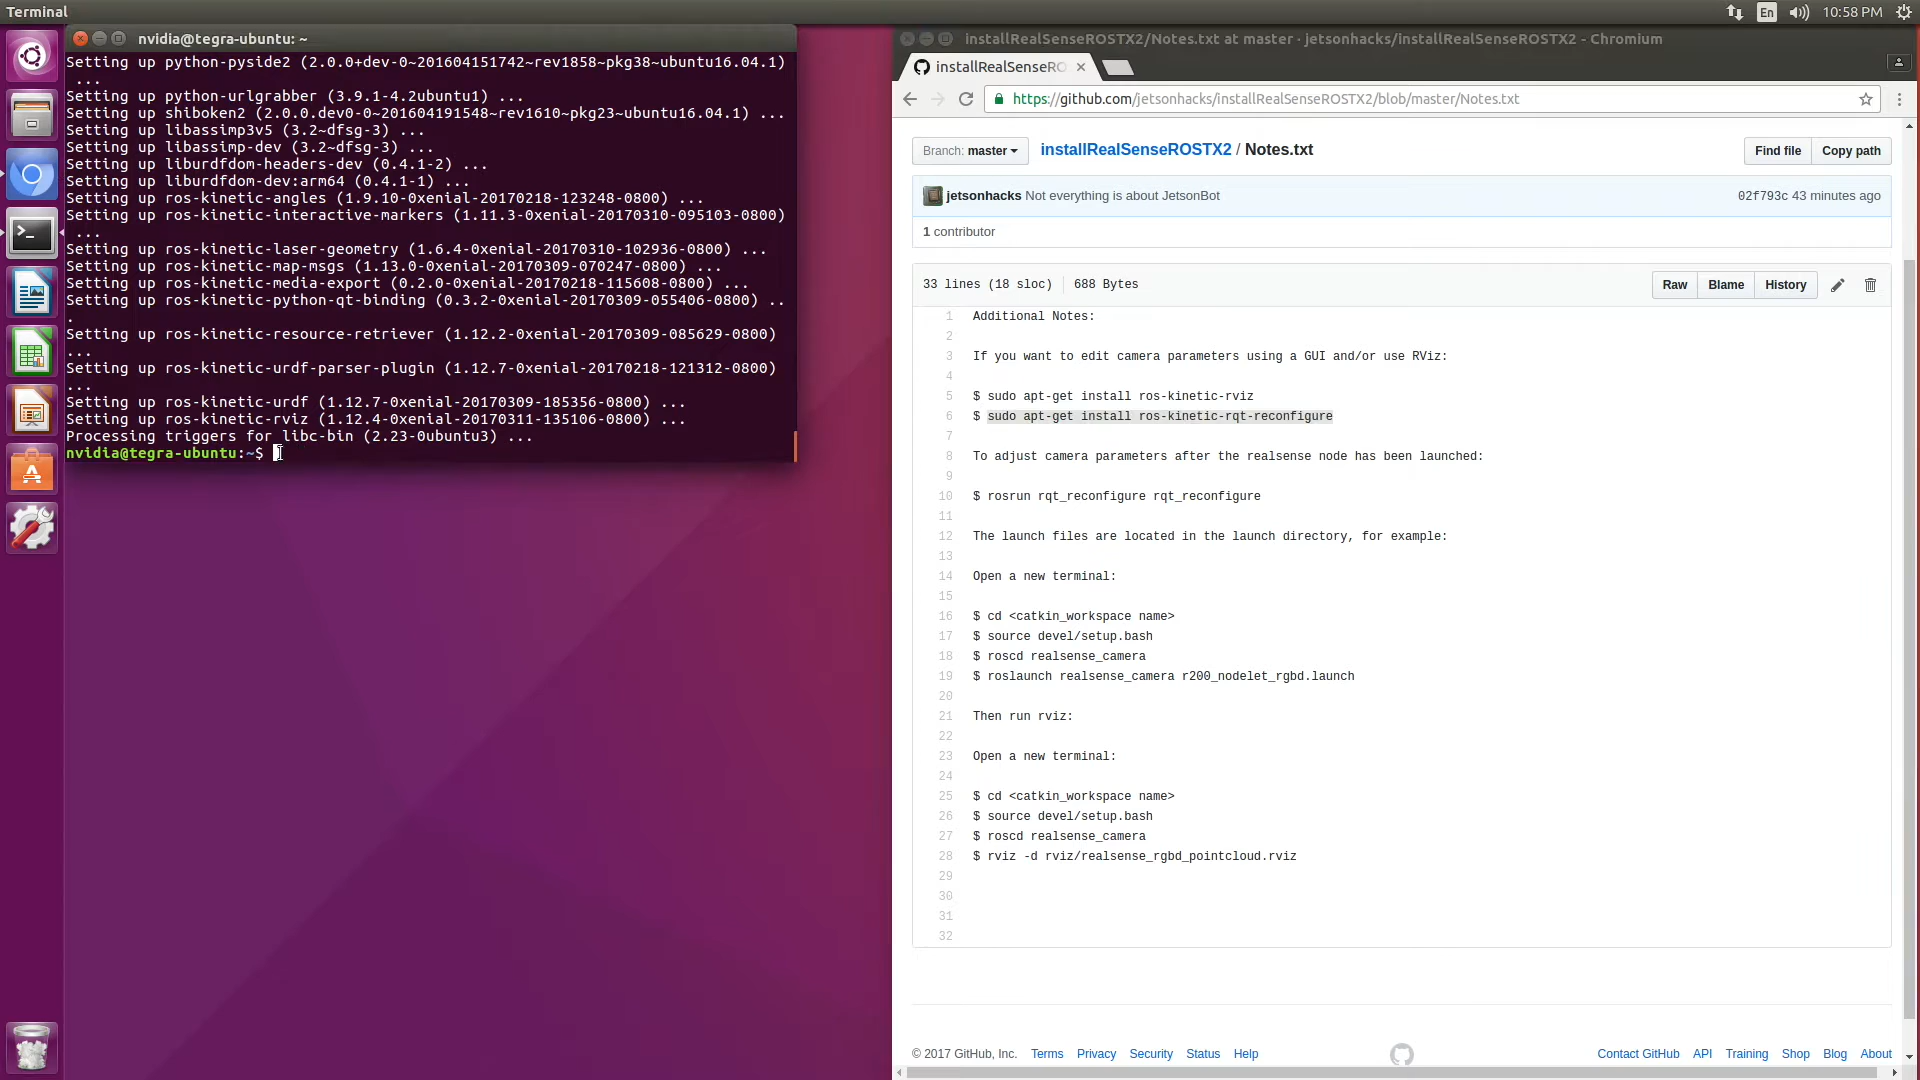 Terminal
En
10:58 PM
nvidia@tegra-ubuntu: ~
Setting up python-pyside2 (2.0.0+dev-0~201604151742~rev1858~pkg38~ubuntu16.04.1)
 ...
Setting up python-urlgrabber (3.9.1-4.2ubuntu1) ...
Setting up shiboken2 (2.0.0.dev0-0~201604191548~rev1610~pkg23~ubuntu16.04.1) ...
Setting up libassimp3v5 (3.2~dfsg-3) ...
Setting up libassimp-dev (3.2~dfsg-3) ...
Setting up liburdfdom-headers-dev (0.4.1-2) ...
Setting up liburdfdom-dev:arm64 (0.4.1-1) ...
Setting up ros-kinetic-angles (1.9.10-0xenial-20170218-123248-0800) ...
Setting up ros-kinetic-interactive-markers (1.11.3-0xenial-20170310-095103-0800)
 ...
Setting up ros-kinetic-laser-geometry (1.6.4-0xenial-20170310-102936-0800) ...
Setting up ros-kinetic-map-msgs (1.13.0-0xenial-20170309-070247-0800) ...
Setting up ros-kinetic-media-export (0.2.0-0xenial-20170218-115608-0800) ...
Setting up ros-kinetic-python-qt-binding (0.3.2-0xenial-20170309-055406-0800) ..
.
Setting up ros-kinetic-resource-retriever (1.12.2-0xenial-20170309-085629-0800)
...
Setting up ros-kinetic-urdf-parser-plugin (1.12.7-0xenial-20170218-121312-0800)
...
Setting up ros-kinetic-urdf (1.12.7-0xenial-20170309-185356-0800) ...
Setting up ros-kinetic-rviz (1.12.4-0xenial-20170311-135106-0800) ...
Processing triggers for libc-bin (2.23-0ubuntu3) ...
nvidia@tegra-ubuntu:~$
installRealSenseROSTX2/Notes.txt at master · jetsonhacks/installRealSenseROSTX2 - Chromium
installRealSenseRO
https://github.com/jetsonhacks/installRealSenseROSTX2/blob/master/Notes.txt
Branch: master
installRealSenseROSTX2 / Notes.txt
Find file
Copy path
jetsonhacks Not everything is about JetsonBot
02f793c 43 minutes ago
1 contributor
33 lines (18 sloc)
688 Bytes
Raw
Blame
History
1 Additional Notes:
2
3 If you want to edit camera parameters using a GUI and/or use RViz:
4
5 $ sudo apt-get install ros-kinetic-rviz
6 $ sudo apt-get install ros-kinetic-rqt-reconfigure
7
8 To adjust camera parameters after the realsense node has been launched:
9
10 $ rosrun rqt_reconfigure rqt_reconfigure
11
12 The launch files are located in the launch directory, for example:
13
14 Open a new terminal:
15
16 $ cd <catkin_workspace name>
17 $ source devel/setup.bash
18 $ roscd realsense_camera
19 $ roslaunch realsense_camera r200_nodelet_rgbd.launch
20
21 Then run rviz:
22
23 Open a new terminal:
24
25 $ cd <catkin_workspace name>
26 $ source devel/setup.bash
27 $ roscd realsense_camera
28 $ rviz -d rviz/realsense_rgbd_pointcloud.rviz
29
30
31
32
© 2017 GitHub, Inc.
Terms
Privacy
Security
Status
Help
Contact GitHub
API
Training
Shop
Blog
About